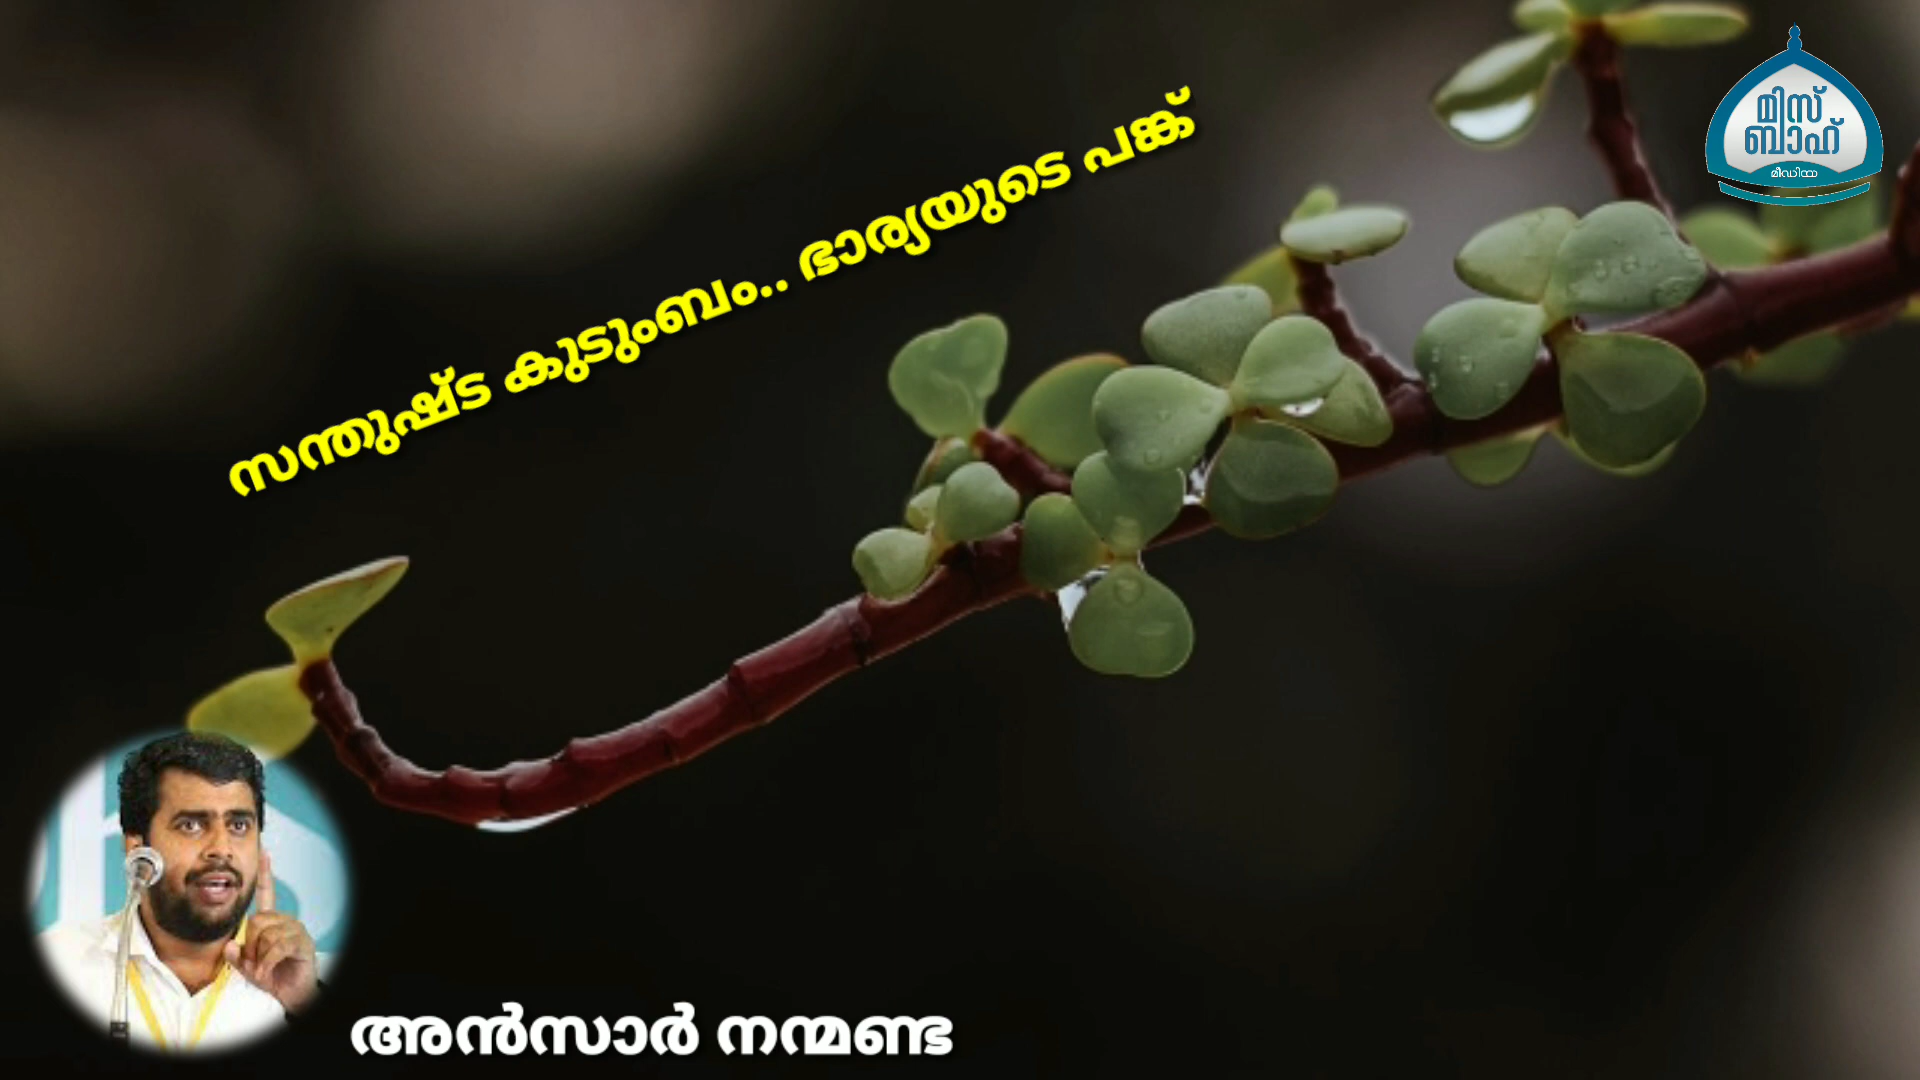 സന്തുഷ്ട കുടുംബം.. ഭാര്യയുടെ പങ്ക്
മിസ്
ബാഹ്
മീഡിയ
അൻസാർ നന്മണ്ട